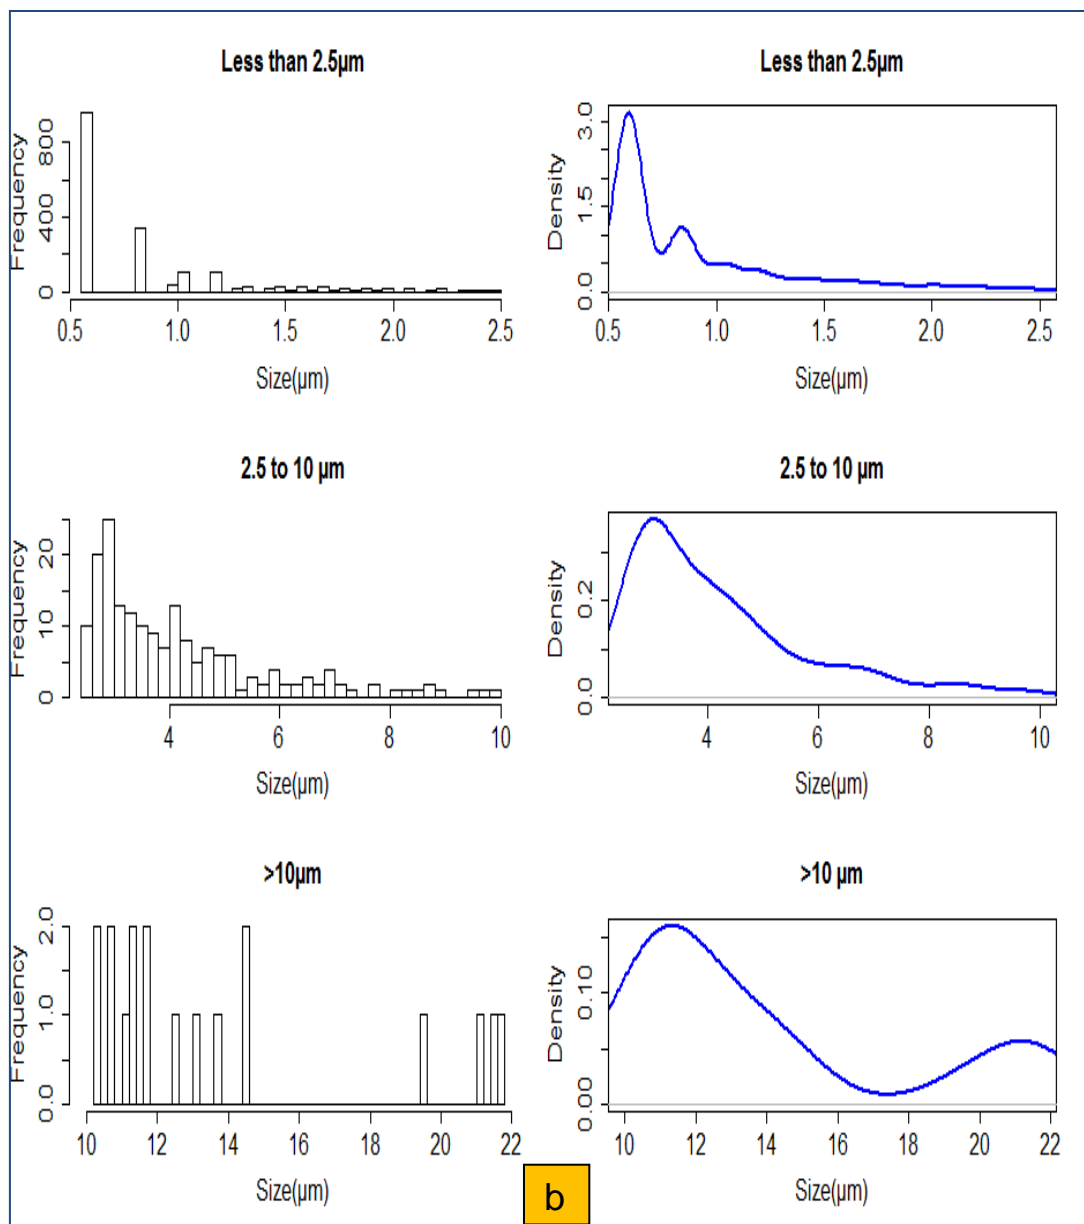 Less than 2.5µm
Frequency
0 400 800
0.5 1.0 1.5 2.0 2.5
Size(µm)
Less than 2.5µm
Density
0.0 1.5 3.0
0.5 1.0 1.5 2.0 2.5
Size(µm)
2.5 to 10 µm
Frequency
0 10 20
4 6 8 10
Size(µm)
2.5 to 10 µm
Density
0.0 0.2
4 6 8 10
Size(µm)
>10µm
Frequency
0.0 1.0 2.0
10 12 14 16 18 20 22
Size(µm)
>10 µm
Density
0.00 0.10
10 12 14 16 18 20 22
Size(µm)
b